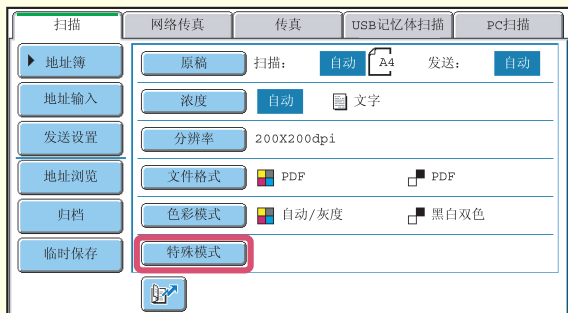 扫描 网络传真 传真 USB记忆体扫描 PC扫描
地址簿 原稿 扫描： 自动 A4 发送： 自动
地址输入 浓度 自动 文字
发送设置 分辨率 200X200dpi
地址浏览 文件格式 PDF PDF
归档 色彩模式 自动/灰度 黑白双色
临时保存 特殊模式